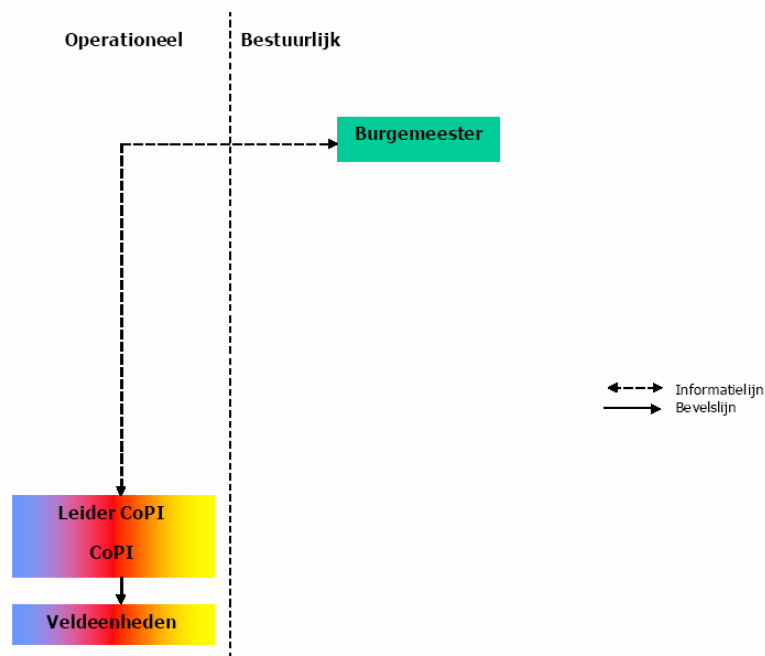 Operationeel
Bestuurlijk
Burgemeester
Informatielijn
Bevelslijn
Leider CoPI
CoPI
Veldeenheden